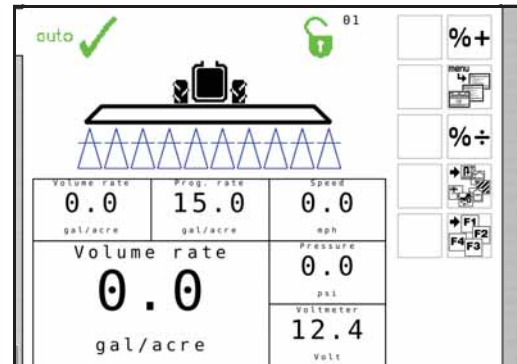 auto
01
%+
menu
%÷
F1
F2
F4 F3
Volume rate
0.0
gal/acre
Prog. rate
15.0
gal/acre
Speed
0.0
mph
Volume rate
0.0
gal/acre
Pressure
0.0
psi
Voltmeter
12.4
Volt